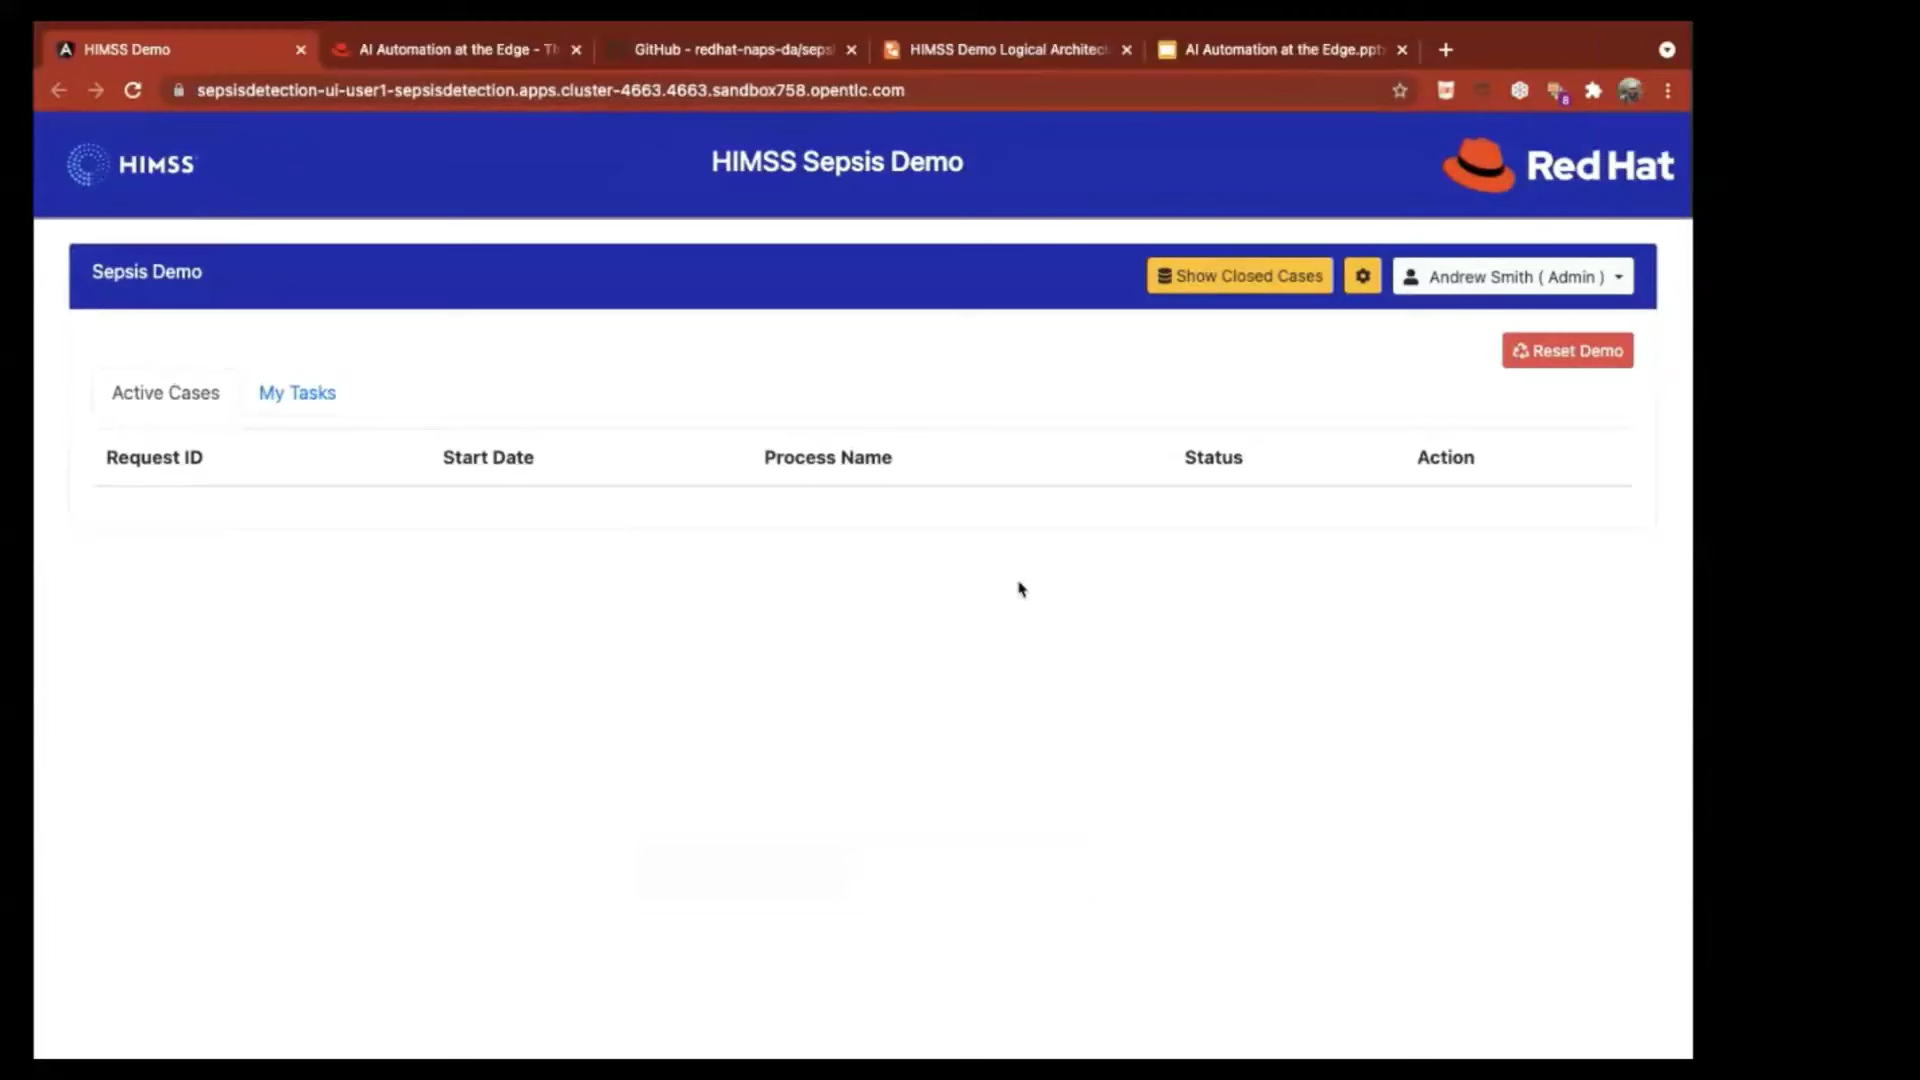 HIMSS Demo
AI Automation at the Edge - Th
GitHub - redhat-naps-da/sepsi
HIMSS Demo Logical Architect
AI Automation at the Edge.ppt
sepsisdetection-ui-user1-sepsisdetection.apps.cluster-4663.4663.sandbox758.opentlc.com
8
HIMSS
HIMSS Sepsis Demo
Red Hat
Sepsis Demo
Show Closed Cases
Andrew Smith ( Admin )
Reset Demo
Active Cases
My Tasks
Request ID
Start Date
Process Name
Status
Action